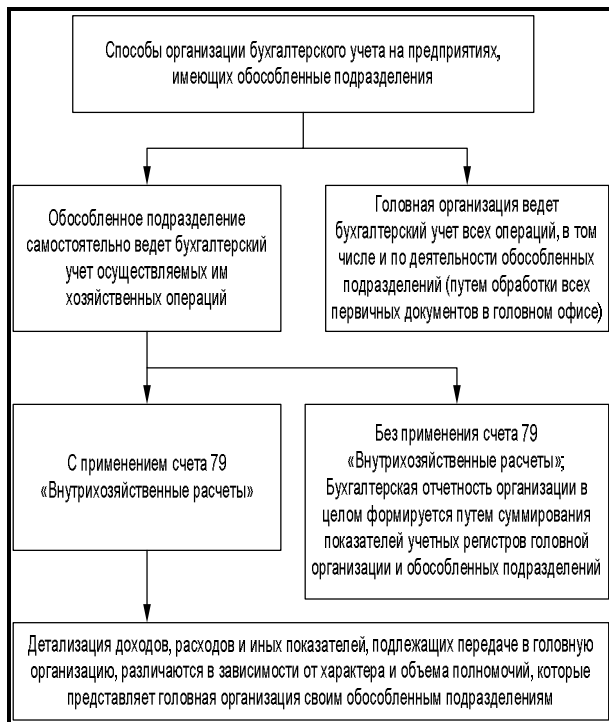 Способы организации бухгалтерского учета на предприятиях,
имеющих обособленные подразделения
Обособленное подразделение
самостоятельно ведет бухгалтерский
учет осуществляемых им
хозяйственных операций
Головная организация ведет
бухгалтерский учет всех операций, в том
числе и по деятельности обособленных
подразделений (путем обработки всех
первичных документов в головном офисе)
С применением счета 79
«Внутрихозяйственные расчеты»
Без применения счета 79
«Внутрихозяйственные расчеты»;
Бухгалтерская отчетность организации в
целом формируется путем суммирования
показателей учетных регистров головной
организации и обособленных подразделений
Детализация доходов, расходов и иных показателей, подлежащих передаче в головную
организацию, различаются в зависимости от характера и объема полномочий, которые
представляет головная организация своим обособленным подразделениям